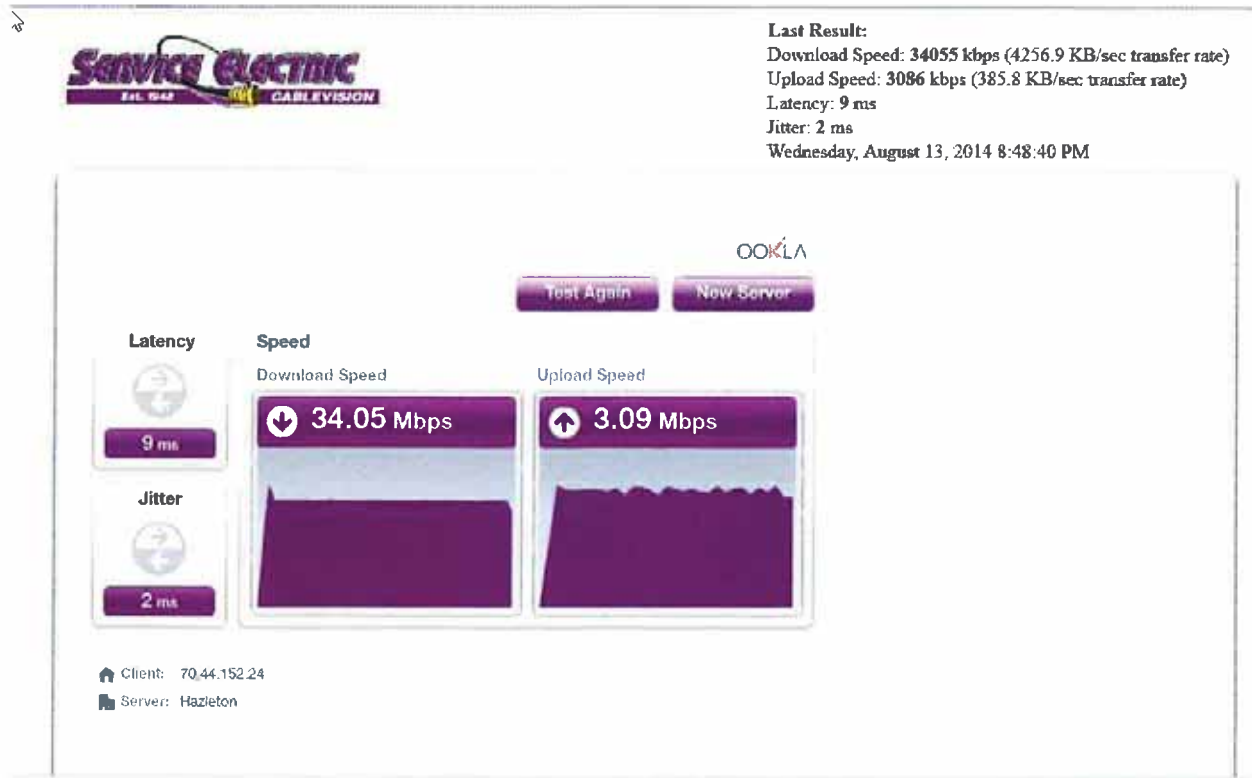 SERVICE ELECTRIC
Est. 1948 CABLEVISION
Last Result:
Download Speed: 34055 kbps (4256.9 KB/sec transfer rate)
Upload Speed: 3086 kbps (385.8 KB/sec transfer rate)
Latency: 9 ms
Jitter: 2 ms
Wednesday, August 13, 2014 8:48:40 PM
OOKLA
Test Again New Server
Latency Speed
Download Speed Upload Speed
34.05 Mbps 3.09 Mbps
9 ms
Jitter
2 ms
Client: 70.44.152.24
Server: Hazleton